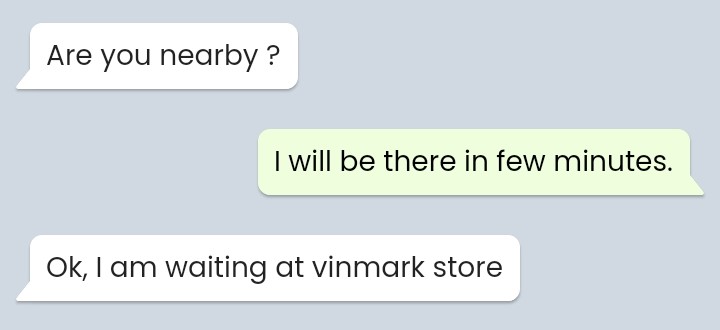 Are you nearby ?
I will be there in few minutes.
Ok, I am waiting at vinmark store